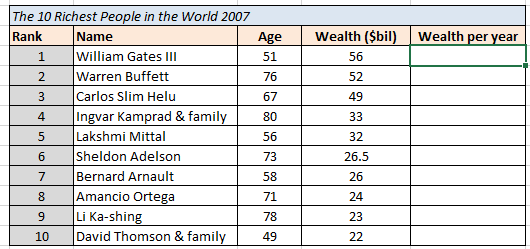 The 10 Richest People in the World 2007
Rank Name Age Wealth ($bil) Wealth per year
1 William Gates III 51 56
2 Warren Buffett 76 52
3 Carlos Slim Helu 67 49
4 Ingvar Kamprad & family 80 33
5 Lakshmi Mittal 56 32
6 Sheldon Adelson 73 26.5
7 Bernard Arnault 58 26
8 Amancio Ortega 71 24
9 Li Ka-shing 78 23
10 David Thomson & family 49 22